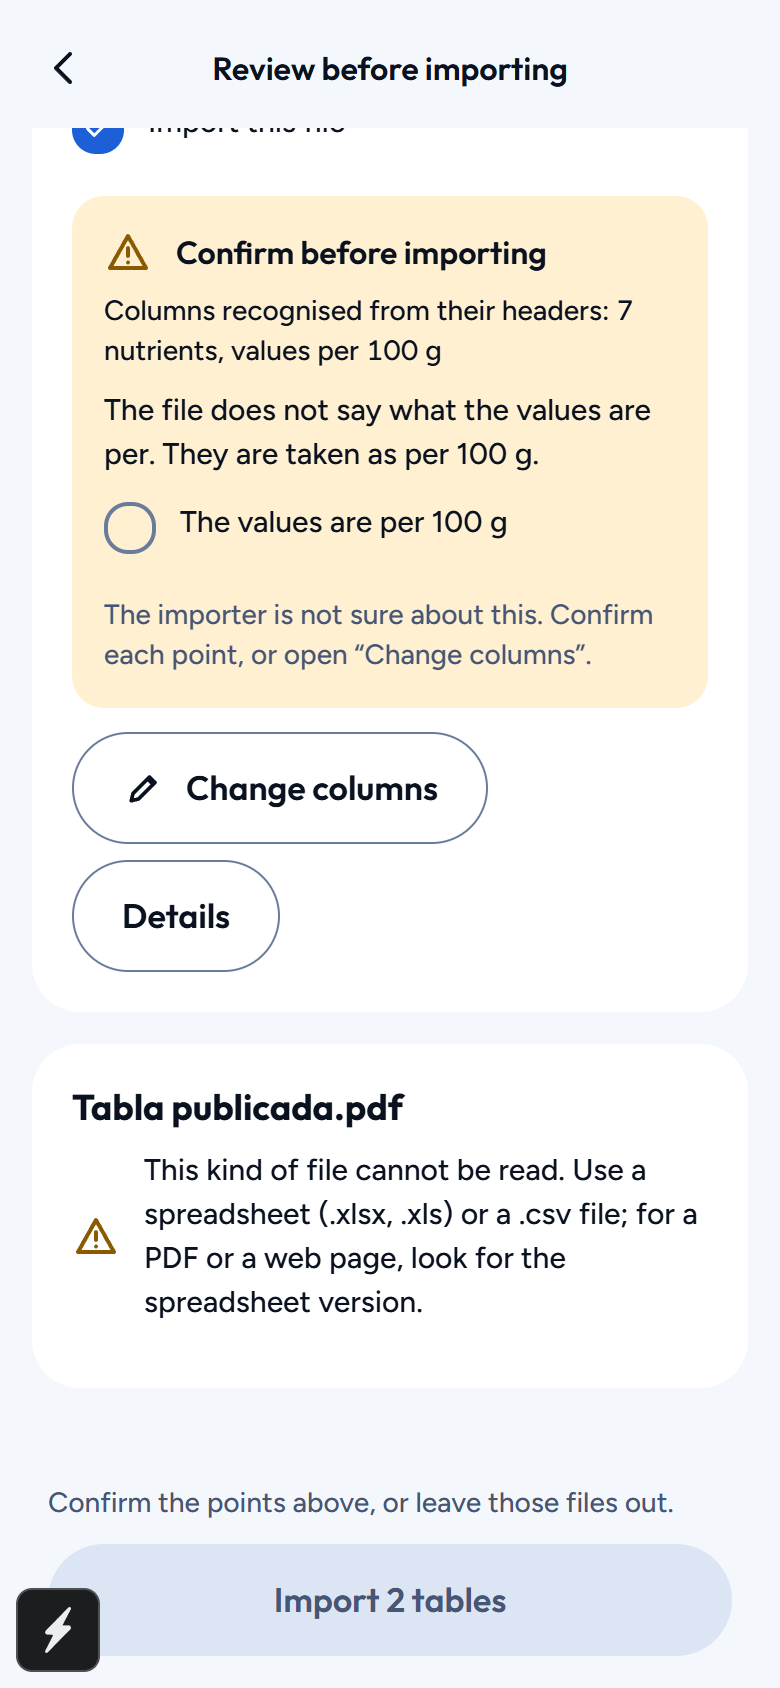 Review before importing
Import this file
Confirm before importing
Columns recognised from their headers: 7
nutrients, values per 100 g
The file does not say what the values are
per. They are taken as per 100 g.
The values are per 100 g
The importer is not sure about this. Confirm
each point, or open “Change columns”.
Change columns
Details
Tabla publicada.pdf
This kind of file cannot be read. Use a
spreadsheet (.xlsx, .xls) or a .csv file; for a
PDF or a web page, look for the
spreadsheet version.
Confirm the points above, or leave those files out.
Import 2 tables